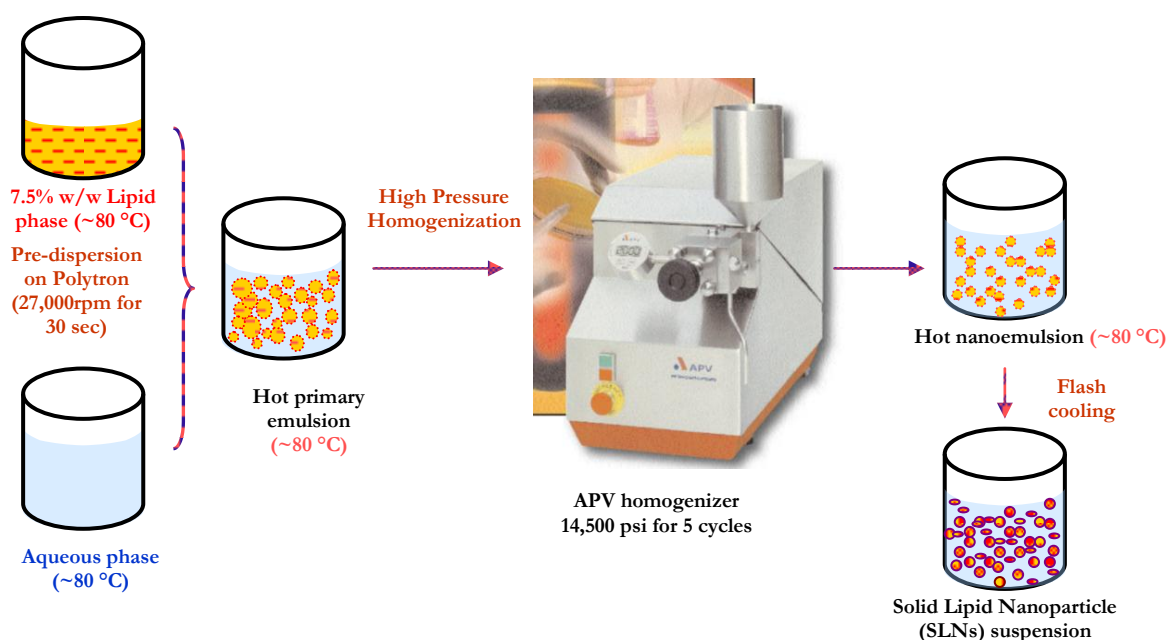 7.5% w/w Lipid
phase (~80 °C)
Pre-dispersion
on Polytron
(27,000rpm for
30 sec)
Aqueous phase
(~80 °C)
Hot primary
emulsion
(~80 °C)
High Pressure
Homogenization
APV
APV homogenizer
14,500 psi for 5 cycles
Hot nanoemulsion (~80 °C)
Flash
cooling
Solid Lipid Nanoparticle
(SLNs) suspension